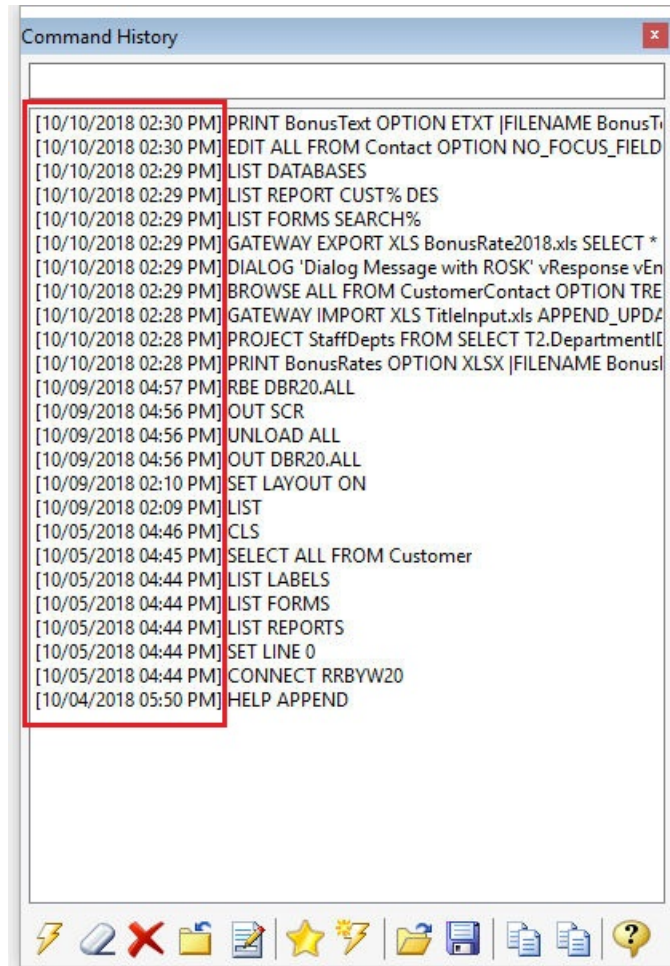 Command History
[10/10/2018 02:30 PM] PRINT BonusText OPTION ETXT |FILENAME BonusT
[10/10/2018 02:30 PM] EDIT ALL FROM Contact OPTION NO_FOCUS_FIELD
[10/10/2018 02:29 PM] LIST DATABASES
[10/10/2018 02:29 PM] LIST REPORT CUST% DES
[10/10/2018 02:29 PM] LIST FORMS SEARCH%
[10/10/2018 02:29 PM] GATEWAY EXPORT XLS BonusRate2018.xls SELECT *
[10/10/2018 02:29 PM] DIALOG 'Dialog Message with ROSK' vResponse vEn
[10/10/2018 02:29 PM] BROWSE ALL FROM CustomerContact OPTION TRE
[10/10/2018 02:28 PM] GATEWAY IMPORT XLS TitleInput.xls APPEND_UPDA
[10/10/2018 02:28 PM] PROJECT StaffDepts FROM SELECT T2.DepartmentID
[10/10/2018 02:28 PM] PRINT BonusRates OPTION XLSX |FILENAME Bonus
[10/09/2018 04:57 PM] RBE DBR20.ALL
[10/09/2018 04:56 PM] OUT SCR
[10/09/2018 04:56 PM] UNLOAD ALL
[10/09/2018 04:56 PM] OUT DBR20.ALL
[10/09/2018 02:10 PM] SET LAYOUT ON
[10/09/2018 02:09 PM] LIST
[10/05/2018 04:46 PM] CLS
[10/05/2018 04:45 PM] SELECT ALL FROM Customer
[10/05/2018 04:44 PM] LIST LABELS
[10/05/2018 04:44 PM] LIST FORMS
[10/05/2018 04:44 PM] LIST REPORTS
[10/05/2018 04:44 PM] SET LINE 0
[10/05/2018 04:44 PM] CONNECT RRBYW20
[10/04/2018 05:50 PM] HELP APPEND